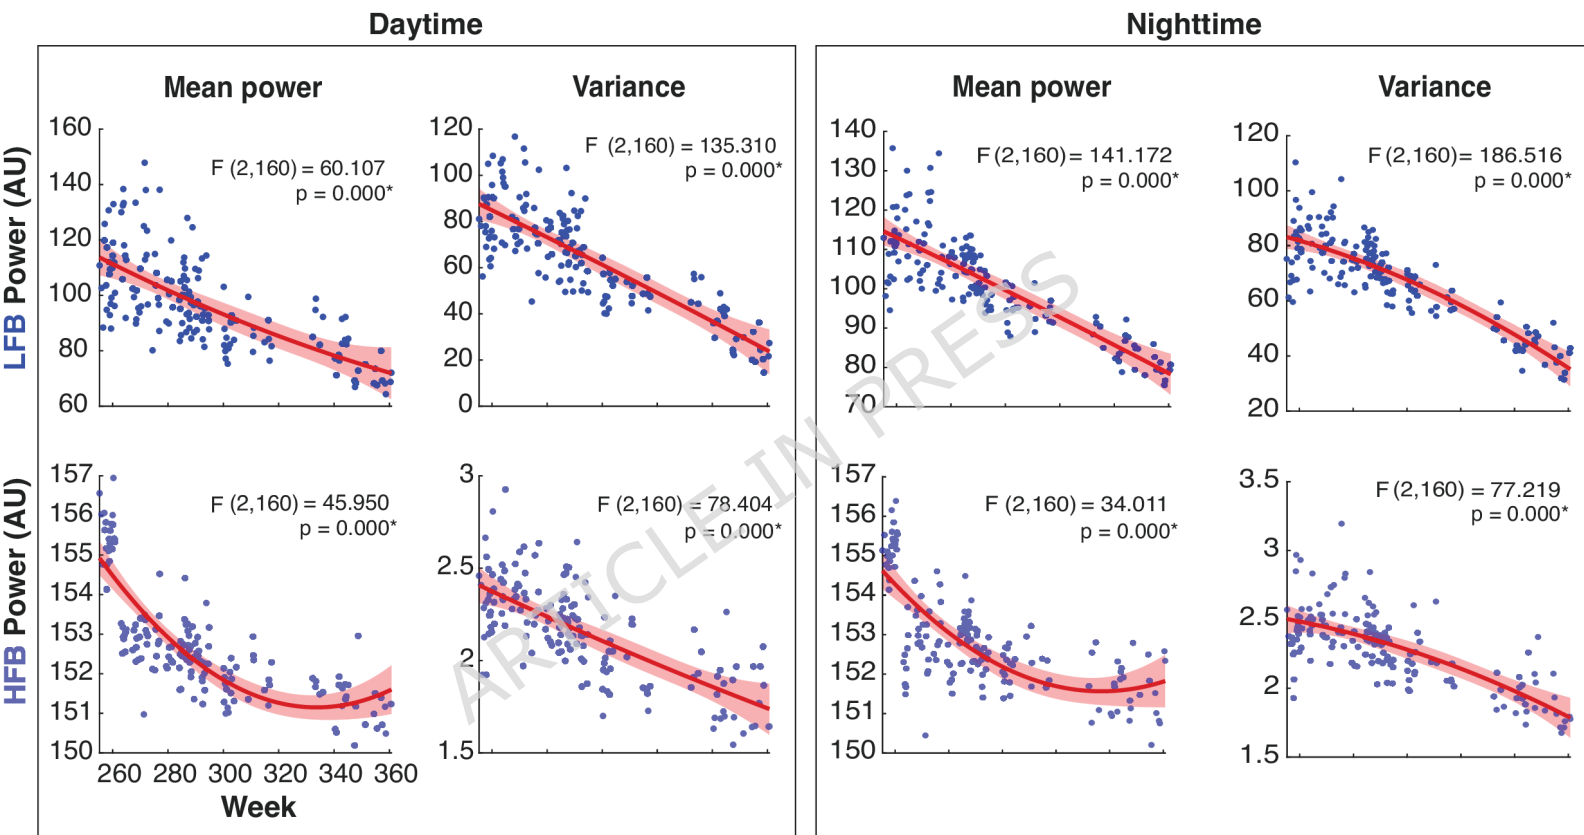 Daytime
Nighttime
Mean power
Variance
Mean power
Variance
LFB Power (AU)
160
140
120
100
80
60
F (2,160) = 60.107
p = 0.000*
120
100
80
60
40
20
0
F (2,160) = 135.310
p = 0.000*
140
130
120
110
100
90
80
70
F (2,160) = 141.172
p = 0.000*
120
100
80
60
40
20
F (2,160) = 186.516
p = 0.000*
HFB Power (AU)
157
156
155
154
153
152
151
150
F (2,160) = 45.950
p = 0.000*
260 280 300 320 340 360
Week
3
2.5
2
1.5
F (2,160) = 78.404
p = 0.000*
157
156
155
154
153
152
151
150
F (2,160) = 34.011
p = 0.000*
3.5
3
2.5
2
1.5
F (2,160) = 77.219
p = 0.000*
ARTICLE IN PRESS